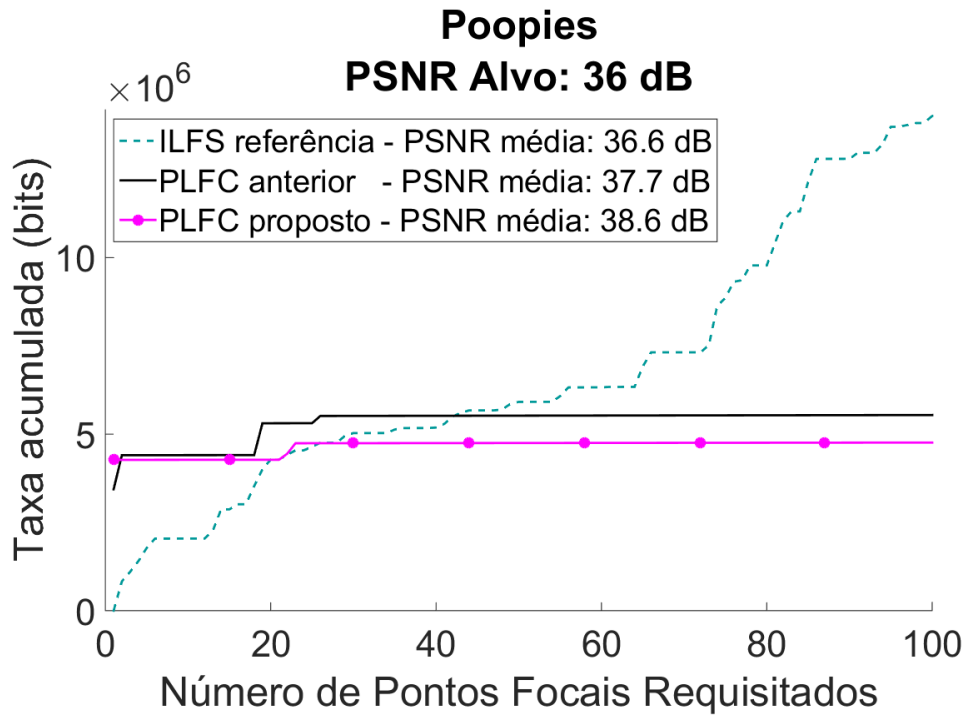 Poopies
PSNR Alvo: 36 dB
×10⁶
ILFS referência - PSNR média: 36.6 dB
PLFC anterior - PSNR média: 37.7 dB
PLFC proposto - PSNR média: 38.6 dB
Taxa acumulada (bits)
10
5
0
0 20 40 60 80 100
Número de Pontos Focais Requisitados